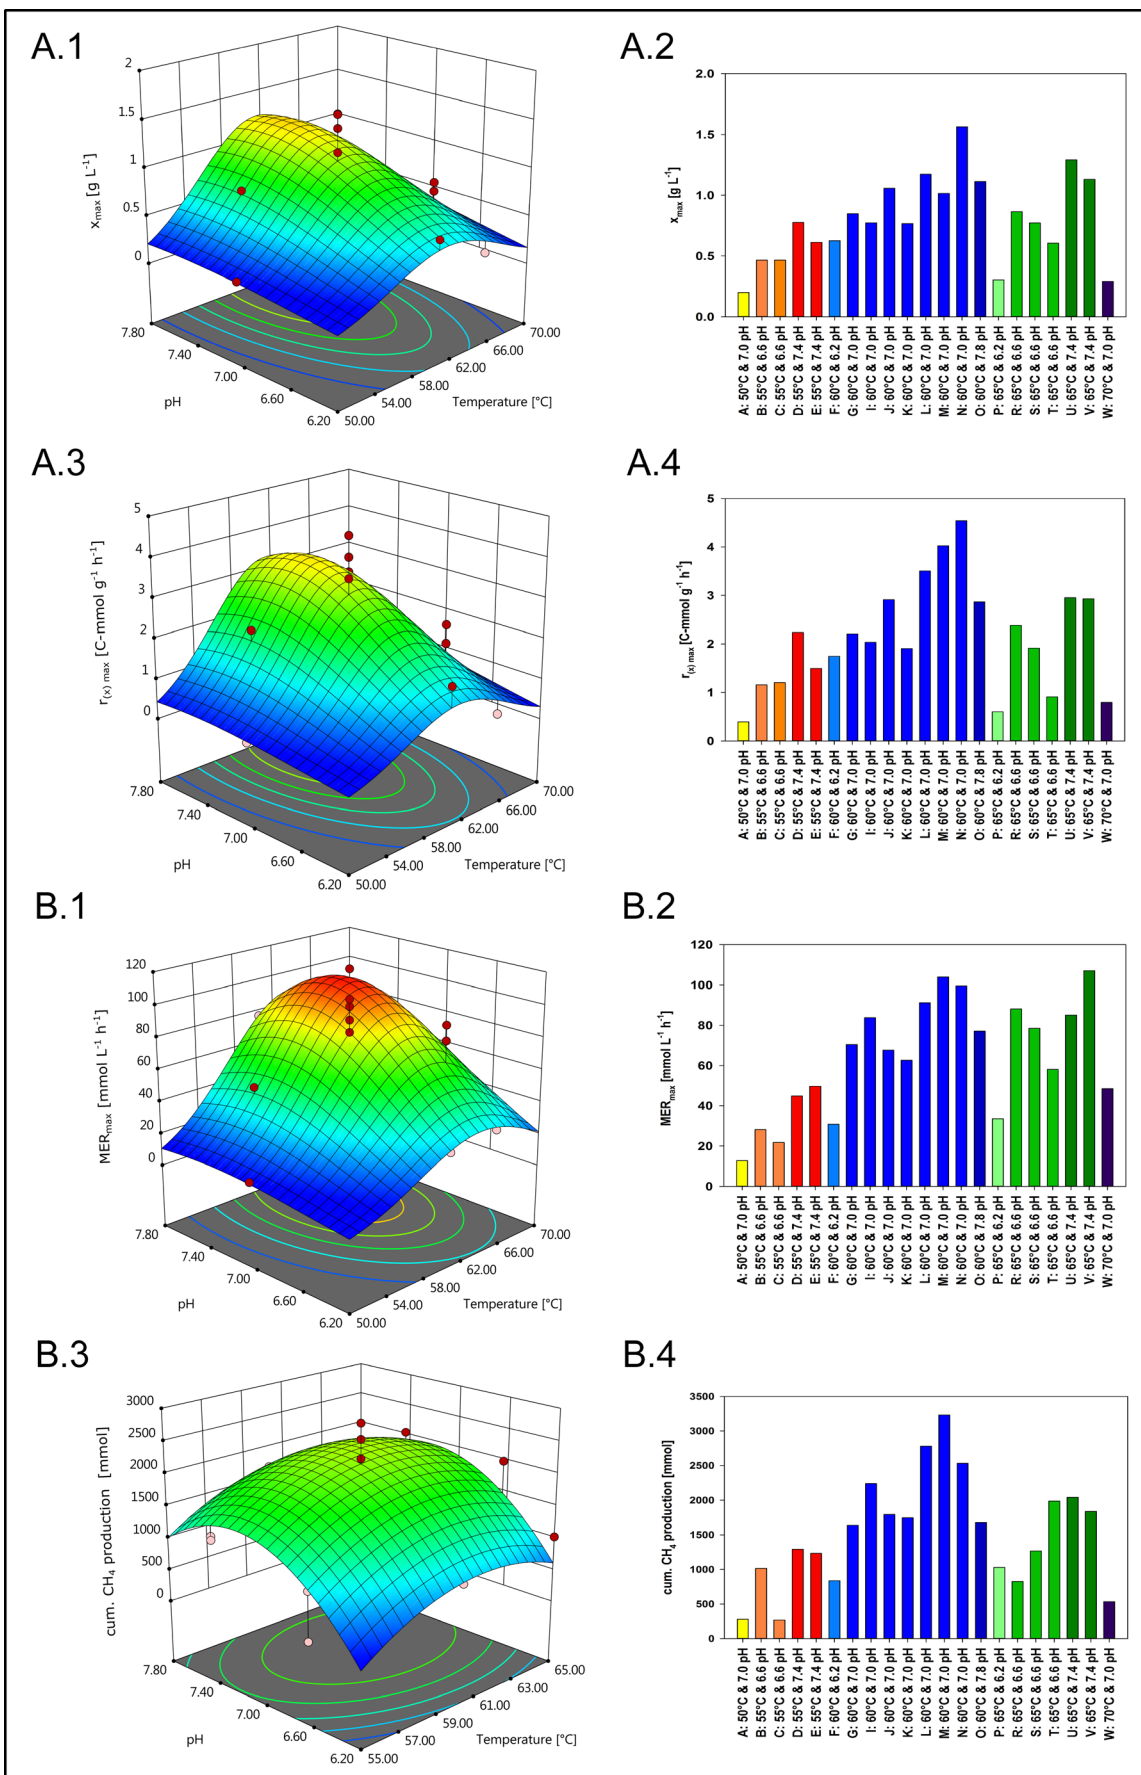 A.1
2
1.5
1
0.5
0
x_max [g L⁻¹]
7.80
7.40
7.00
6.60
6.20
pH
50.00
54.00
58.00
62.00
66.00
70.00
Temperature [°C]
A.2
2.0
1.5
1.0
0.5
0.0
x_max [g L⁻¹]
A: 50°C & 7.0 pH
B: 55°C & 6.6 pH
C: 55°C & 6.6 pH
D: 55°C & 7.4 pH
E: 55°C & 7.4 pH
F: 60°C & 6.2 pH
G: 60°C & 7.0 pH
I: 60°C & 7.0 pH
J: 60°C & 7.0 pH
K: 60°C & 7.0 pH
L: 60°C & 7.0 pH
M: 60°C & 7.0 pH
N: 60°C & 7.0 pH
O: 60°C & 7.8 pH
P: 65°C & 6.2 pH
R: 65°C & 6.6 pH
S: 65°C & 6.6 pH
T: 65°C & 6.6 pH
U: 65°C & 7.4 pH
V: 65°C & 7.4 pH
W: 70°C & 7.0 pH
A.3
5
4
3
2
1
0
r_(x) max [C-mmol g⁻¹ h⁻¹]
7.80
7.40
7.00
6.60
6.20
pH
50.00
54.00
58.00
62.00
66.00
70.00
Temperature [°C]
A.4
5
4
3
2
1
0
r_(x) max [C-mmol g⁻¹ h⁻¹]
A: 50°C & 7.0 pH
B: 55°C & 6.6 pH
C: 55°C & 6.6 pH
D: 55°C & 7.4 pH
E: 55°C & 7.4 pH
F: 60°C & 6.2 pH
G: 60°C & 7.0 pH
I: 60°C & 7.0 pH
J: 60°C & 7.0 pH
K: 60°C & 7.0 pH
L: 60°C & 7.0 pH
M: 60°C & 7.0 pH
N: 60°C & 7.0 pH
O: 60°C & 7.8 pH
P: 65°C & 6.2 pH
R: 65°C & 6.6 pH
S: 65°C & 6.6 pH
T: 65°C & 6.6 pH
U: 65°C & 7.4 pH
V: 65°C & 7.4 pH
W: 70°C & 7.0 pH
B.1
120
100
80
60
40
20
0
MER_max [mmol L⁻¹ h⁻¹]
7.80
7.40
7.00
6.60
6.20
pH
50.00
54.00
58.00
62.00
66.00
70.00
Temperature [°C]
B.2
120
100
80
60
40
20
0
MER_max [mmol L⁻¹ h⁻¹]
A: 50°C & 7.0 pH
B: 55°C & 6.6 pH
C: 55°C & 6.6 pH
D: 55°C & 7.4 pH
E: 55°C & 7.4 pH
F: 60°C & 6.2 pH
G: 60°C & 7.0 pH
I: 60°C & 7.0 pH
J: 60°C & 7.0 pH
K: 60°C & 7.0 pH
L: 60°C & 7.0 pH
M: 60°C & 7.0 pH
N: 60°C & 7.0 pH
O: 60°C & 7.8 pH
P: 65°C & 6.2 pH
R: 65°C & 6.6 pH
S: 65°C & 6.6 pH
T: 65°C & 6.6 pH
U: 65°C & 7.4 pH
V: 65°C & 7.4 pH
W: 70°C & 7.0 pH
B.3
3000
2500
2000
1500
1000
500
0
cum. CH₄ production [mmol]
7.80
7.40
7.00
6.60
6.20
pH
55.00
57.00
59.00
61.00
63.00
65.00
Temperature [°C]
B.4
3500
3000
2500
2000
1500
1000
500
0
cum. CH₄ production [mmol]
A: 50°C & 7.0 pH
B: 55°C & 6.6 pH
C: 55°C & 6.6 pH
D: 55°C & 7.4 pH
E: 55°C & 7.4 pH
F: 60°C & 6.2 pH
G: 60°C & 7.0 pH
I: 60°C & 7.0 pH
J: 60°C & 7.0 pH
K: 60°C & 7.0 pH
L: 60°C & 7.0 pH
M: 60°C & 7.0 pH
N: 60°C & 7.0 pH
O: 60°C & 7.8 pH
P: 65°C & 6.2 pH
R: 65°C & 6.6 pH
S: 65°C & 6.6 pH
T: 65°C & 6.6 pH
U: 65°C & 7.4 pH
V: 65°C & 7.4 pH
W: 70°C & 7.0 pH